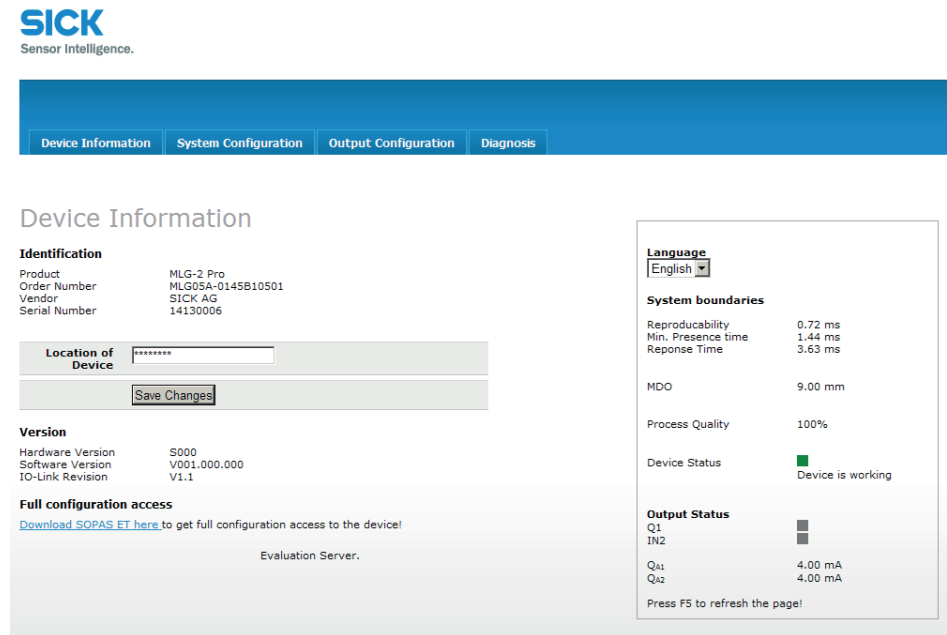 SICK
Sensor Intelligence.
Device Information System Configuration Output Configuration Diagnosis
Device Information
Identification
Product MLG-2 Pro
Order Number MLG05A-0145B10501
Vendor SICK AG
Serial Number 14130006
Location of
Device ********
Save Changes
Version
Hardware Version S000
Software Version V001.000.000
IO-Link Revision V1.1
Full configuration access
Download SOPAS ET here to get full configuration access to the device!
Evaluation Server.
Language
English
System boundaries
Reproducability 0.72 ms
Min. Presence time 1.44 ms
Reponse Time 3.63 ms
MDO 9.00 mm
Process Quality 100%
Device Status
Device is working
Output Status
Q1
IN2
QA1 4.00 mA
QA2 4.00 mA
Press F5 to refresh the page!